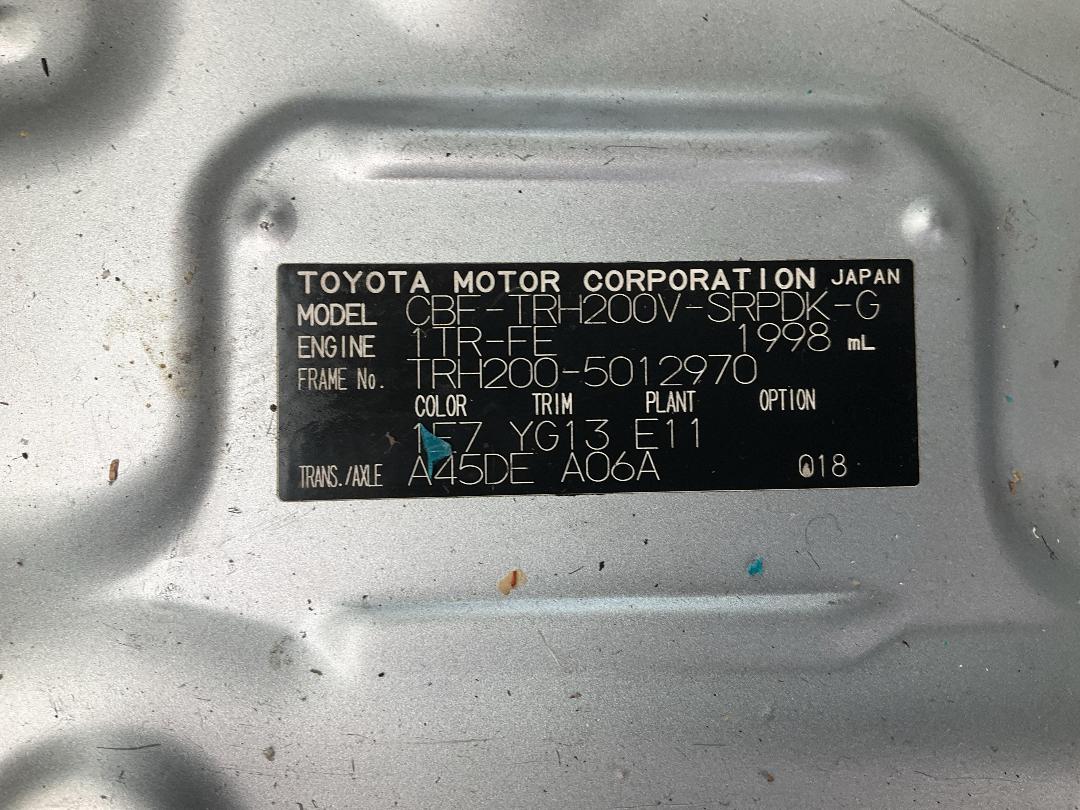 TOYOTA MOTOR CORPORATION JAPAN
MODEL CBF-TRH200V-SRPDK-G
ENGINE 1TR-FE 1998 mL
FRAME No. TRH200-5012970
COLOR TRIM PLANT OPTION
1E7 YG13 E11
TRANS./AXLE A45DE A06A 018